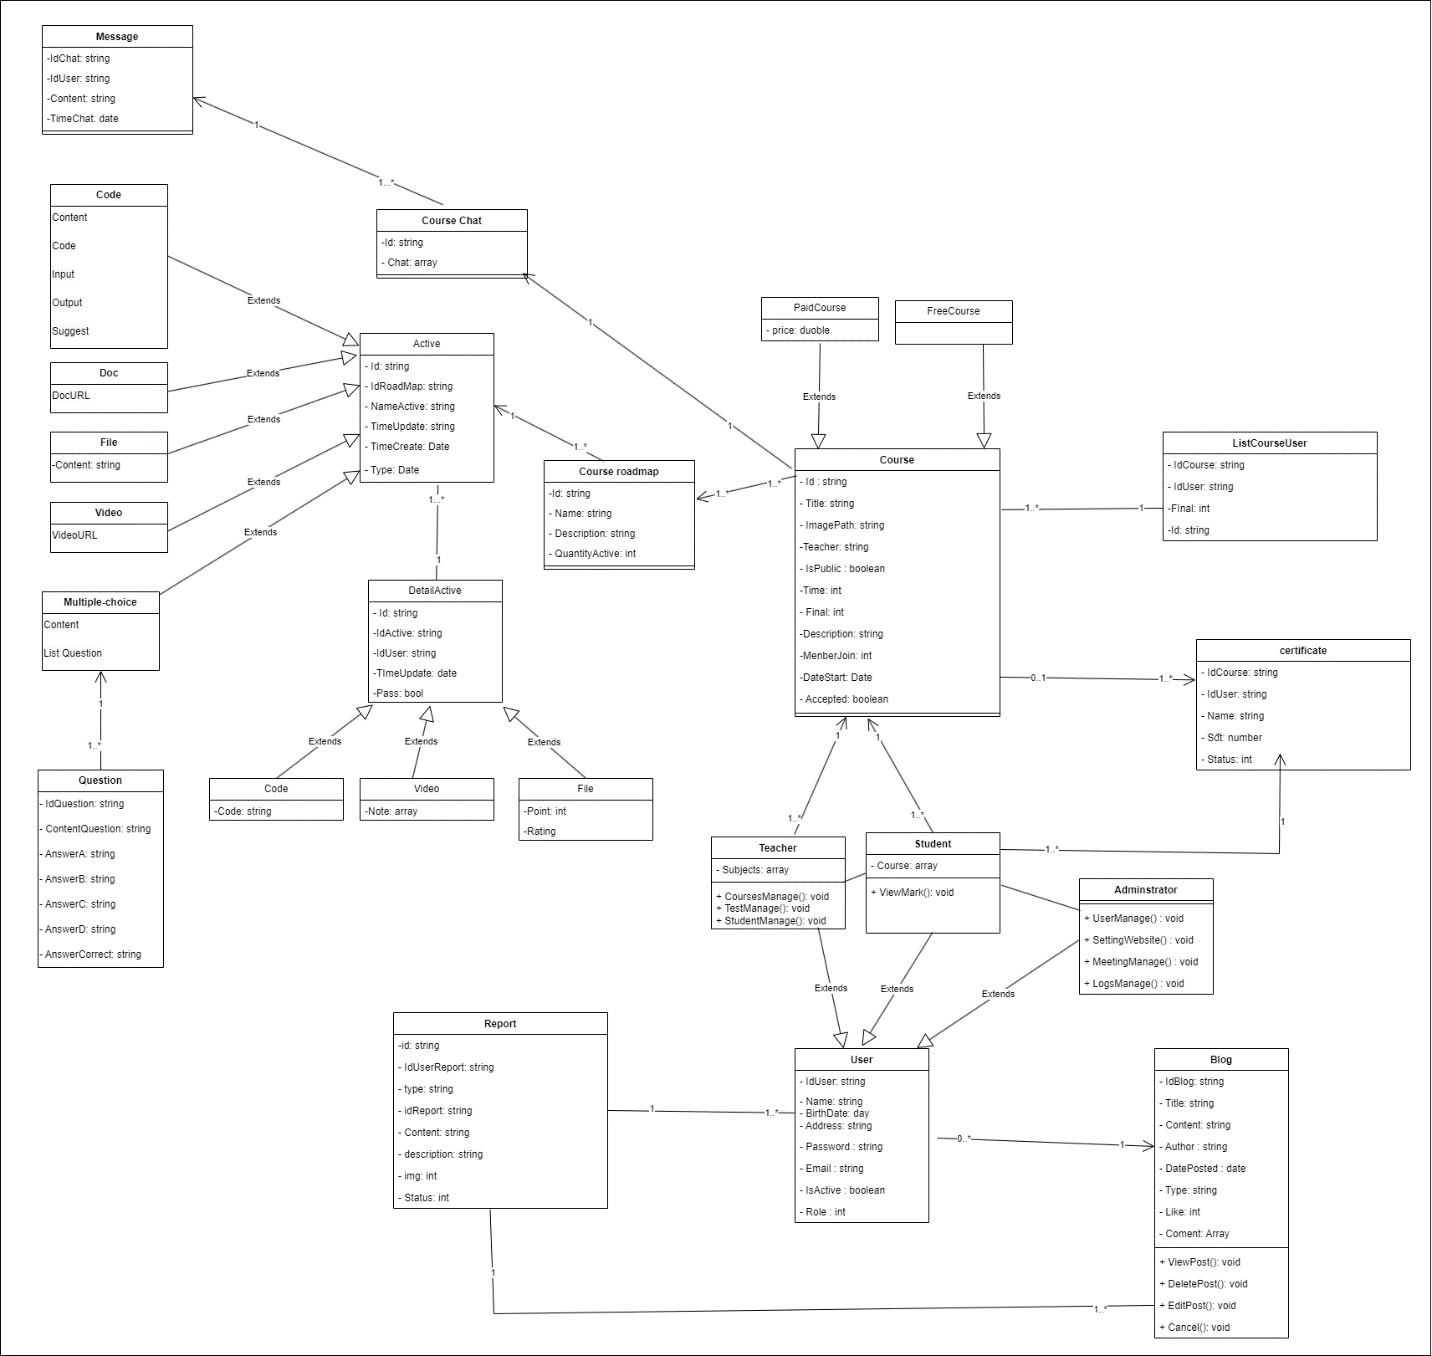 Message
-IdChat: string
-IdUser: string
-Content: string
-TimeChat: date
1
1...*
Code
Content
Code
Input
Output
Suggest
Extends
Course Chat
-Id: string
- Chat: array
1
1
PaidCourse
- price: duoble
FreeCourse
Extends
Extends
Doc
DocURL
Extends
File
-Content: string
Extends
Video
VideoURL
Extends
Multiple-choice
Content
List Question
Extends
1
1..*
Question
- IdQuestion: string
- ContentQuestion: string
- AnswerA: string
- AnswerB: string
- AnswerC: string
- AnswerD: string
- AnswerCorrect: string
Active
- Id: string
- IdRoadMap: string
- NameActive: string
- TimeUpdate: string
- TimeCreate: Date
- Type: Date
1
1..*
1...*
1
Course roadmap
-Id: string
- Name: string
- Description: string
- QuantityActive: int
1..*
1..*
DetailActive
- Id: string
-IdActive: string
-IdUser: string
-TImeUpdate: date
-Pass: bool
Extends
Extends
Extends
Code
-Code: string
Video
-Note: array
File
-Point: int
-Rating
Course
- Id : string
- Title: string
- ImagePath: string
-Teacher: string
- IsPublic : boolean
-Time: int
- Final: int
-Description: string
-MenberJoin: int
-DateStart: Date
- Accepted: boolean
1..*
1
ListCourseUser
- IdCourse: string
- IdUser: string
-FInal: int
-Id: string
0..1
1..*
certificate
- IdCourse: string
- IdUser: string
- Name: string
- Sđt: number
- Status: int
1
1..*
1
1..*
1..*
1
Teacher
- Subjects: array
+ CoursesManage(): void
+ TestManage(): void
+ StudentManage(): void
Student
- Course: array
+ ViewMark(): void
Adminstrator
+ UserManage() : void
+ SettingWebsite() : void
+ MeetingManage() : void
+ LogsManage() : void
Extends
Extends
Extends
Report
-id: string
- IdUserReport: string
- type: string
- idReport: string
- Content: string
- description: string
- img: int
- Status: int
1
1..*
User
- IdUser: string
- Name: string
- BirthDate: day
- Address: string
- Password : string
- Email : string
- IsActive : boolean
- Role : int
0..*
1
Blog
- IdBlog: string
- Title: string
- Content: string
- Author : string
- DatePosted : date
- Type: string
- Like: int
- Coment: Array
+ ViewPost(): void
+ DeletePost(): void
+ EditPost(): void
+ Cancel(): void
1
1..*